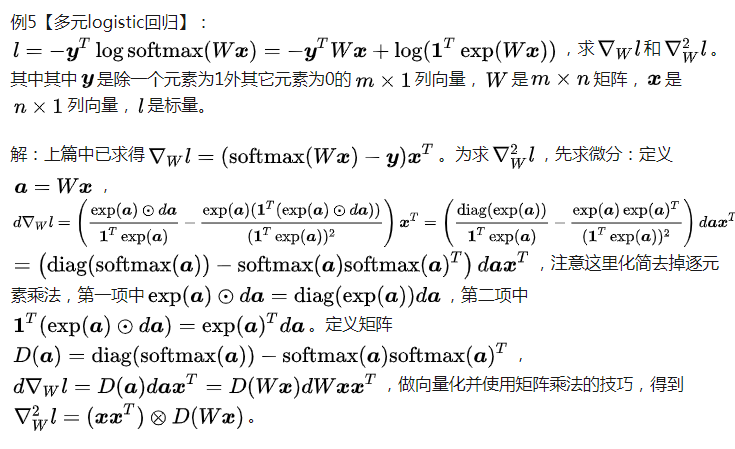 例5【多元logistic回归】:
l = −y^T log softmax(Wx) = −y^T Wx + log(1^T exp(Wx)) ，求∇_W l和∇²_W l。
其中其中 y 是除一个元素为1外其它元素为0的 m × 1 列向量，W 是 m × n 矩阵，x 是
n × 1 列向量，l 是标量。
解：上篇中已求得 ∇_W l = (softmax(Wx) − y)x^T 。为求 ∇²_W l ，先求微分：定义
a = Wx ，
d∇_W l = ( (exp(a) ⊙ da)/(1^T exp(a)) − (exp(a)(1^T(exp(a) ⊙ da)))/((1^T exp(a))²) ) x^T = ( diag(exp(a))/(1^T exp(a)) − (exp(a) exp(a)^T)/((1^T exp(a))²) ) dax^T
= (diag(softmax(a)) − softmax(a)softmax(a)^T) dax^T ，注意这里化简去掉逐元
素乘法，第一项中 exp(a) ⊙ da = diag(exp(a))da ，第二项中
1^T(exp(a) ⊙ da) = exp(a)^T da 。定义矩阵
D(a) = diag(softmax(a)) − softmax(a)softmax(a)^T ，
d∇_W l = D(a)dax^T = D(Wx)dWxx^T ，做向量化并使用矩阵乘法的技巧，得到
∇²_W l = (xx^T) ⊗ D(Wx) 。